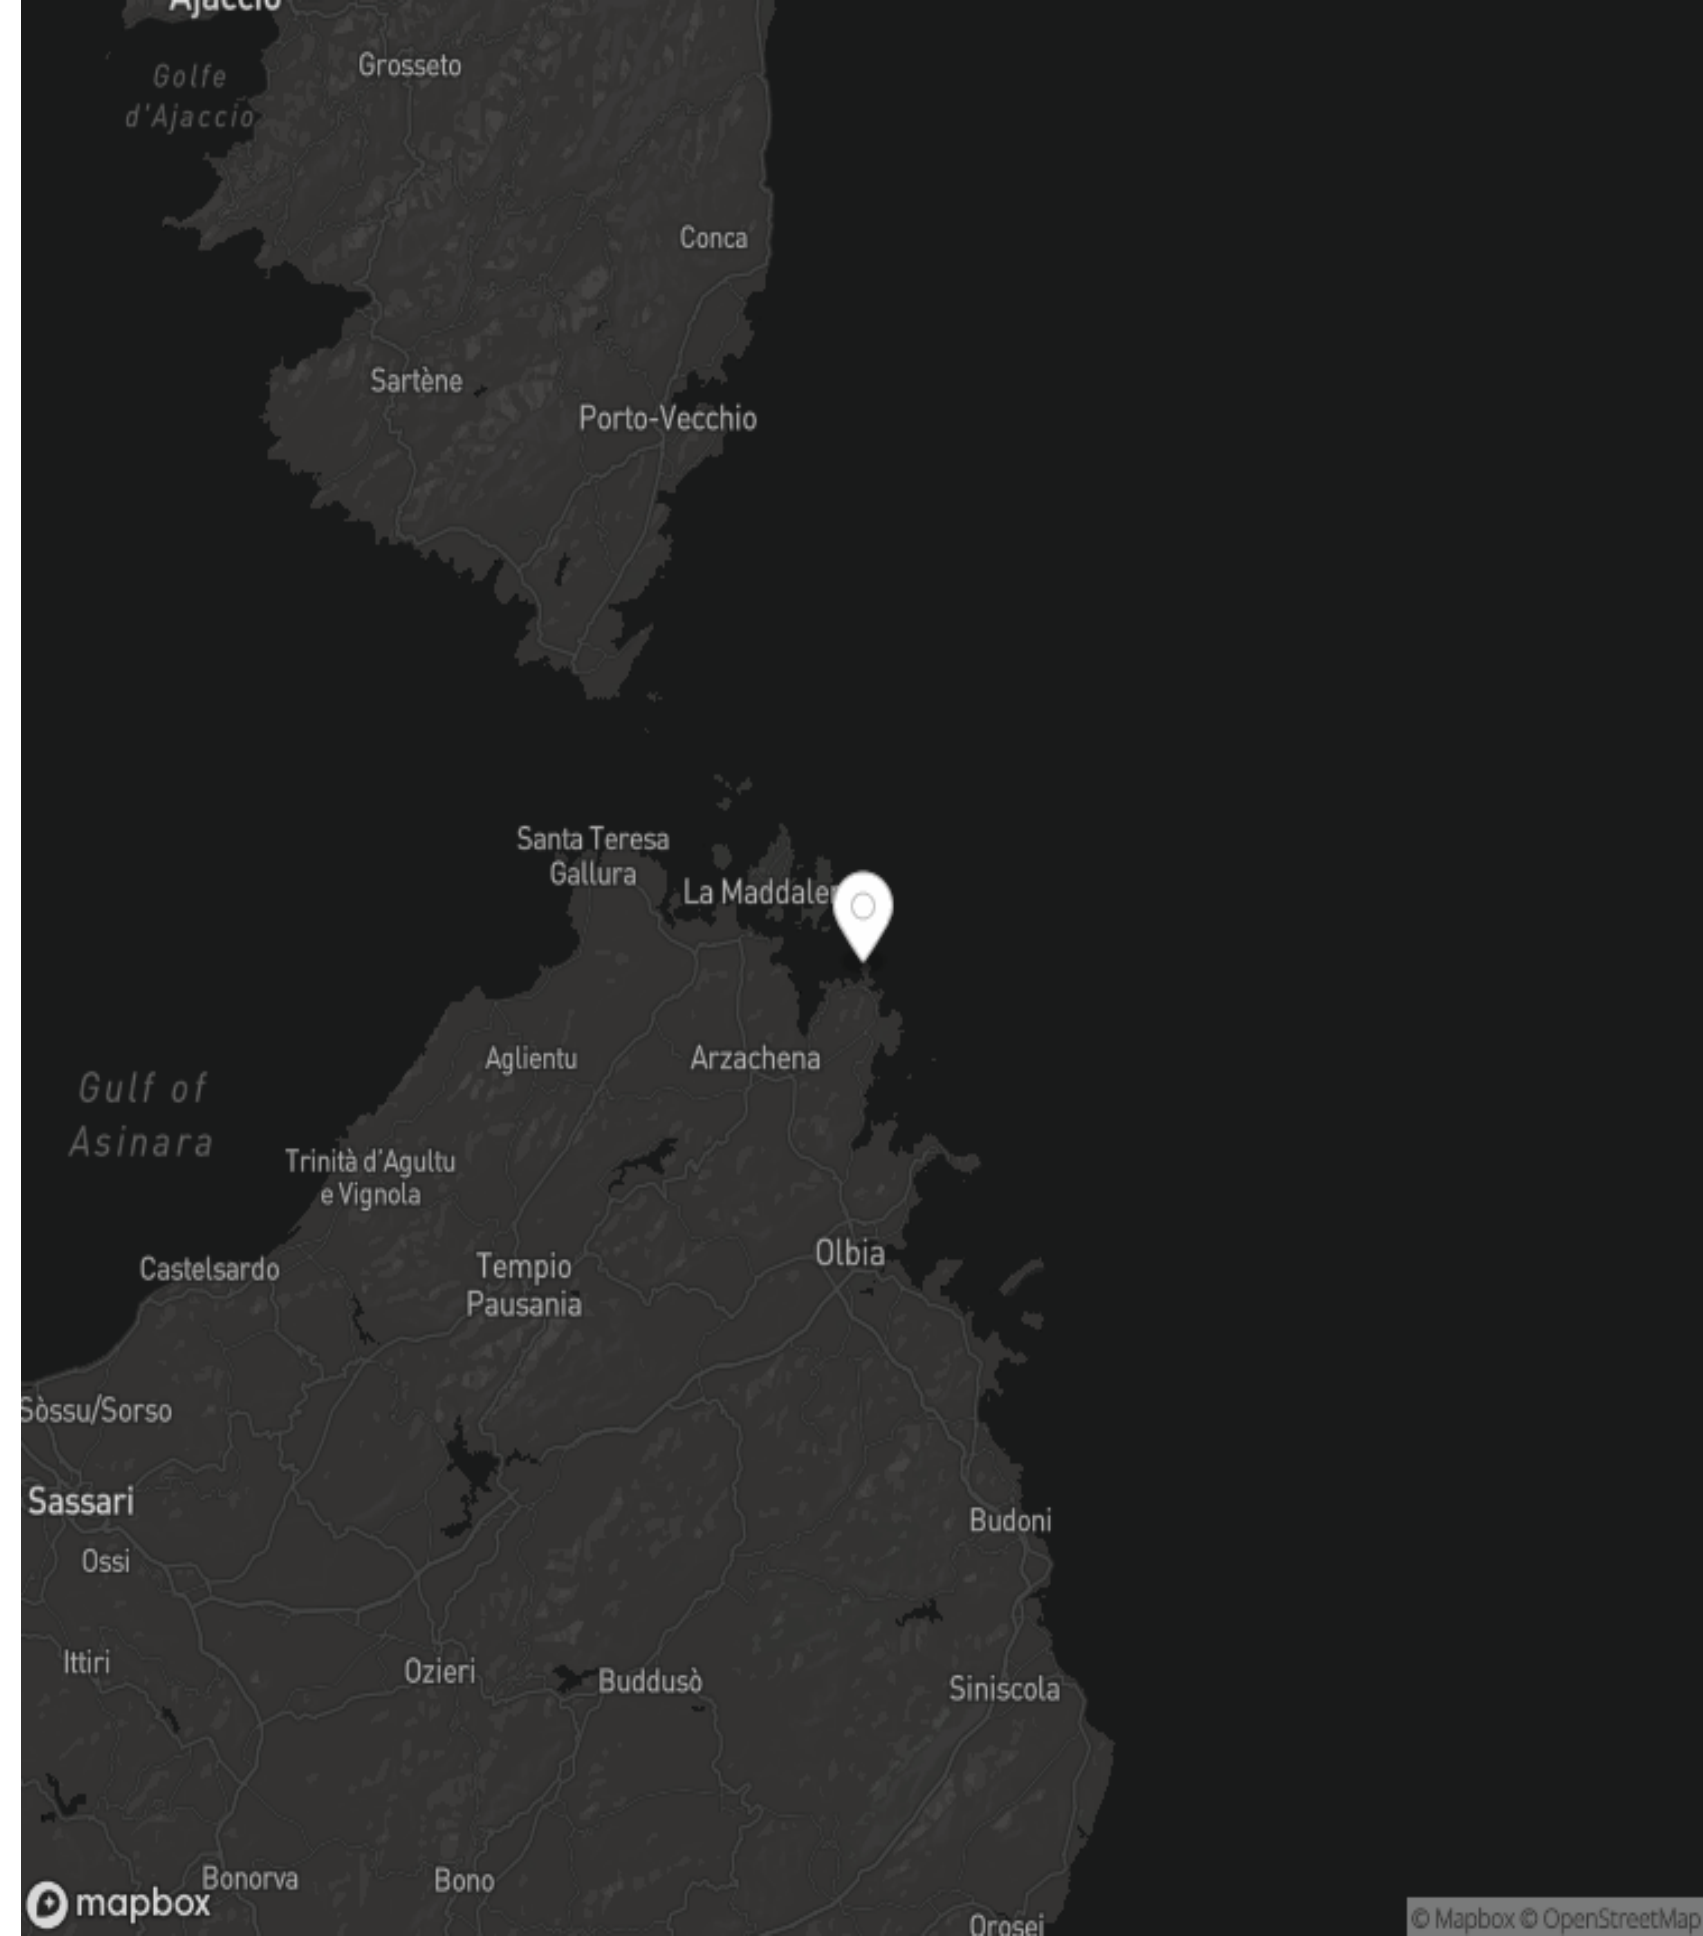 Ajaccio
Grosseto
Golfe
d'Ajaccio
Conca
Sartène
Porto-Vecchio
Santa Teresa
Gallura
La Maddaler
Aglientu
Arzachena
Gulf of
Asinara
Trinità d'Agultu
e Vignola
Olbia
Castelsardo
Tempio
Pausania
Sòssu/Sorso
Sassari
Budoni
Ossi
Ittiri
Ozieri
Buddusò
Siniscola
Bonorva
Bono
mapbox
Orosei
© Mapbox © OpenStreetMap